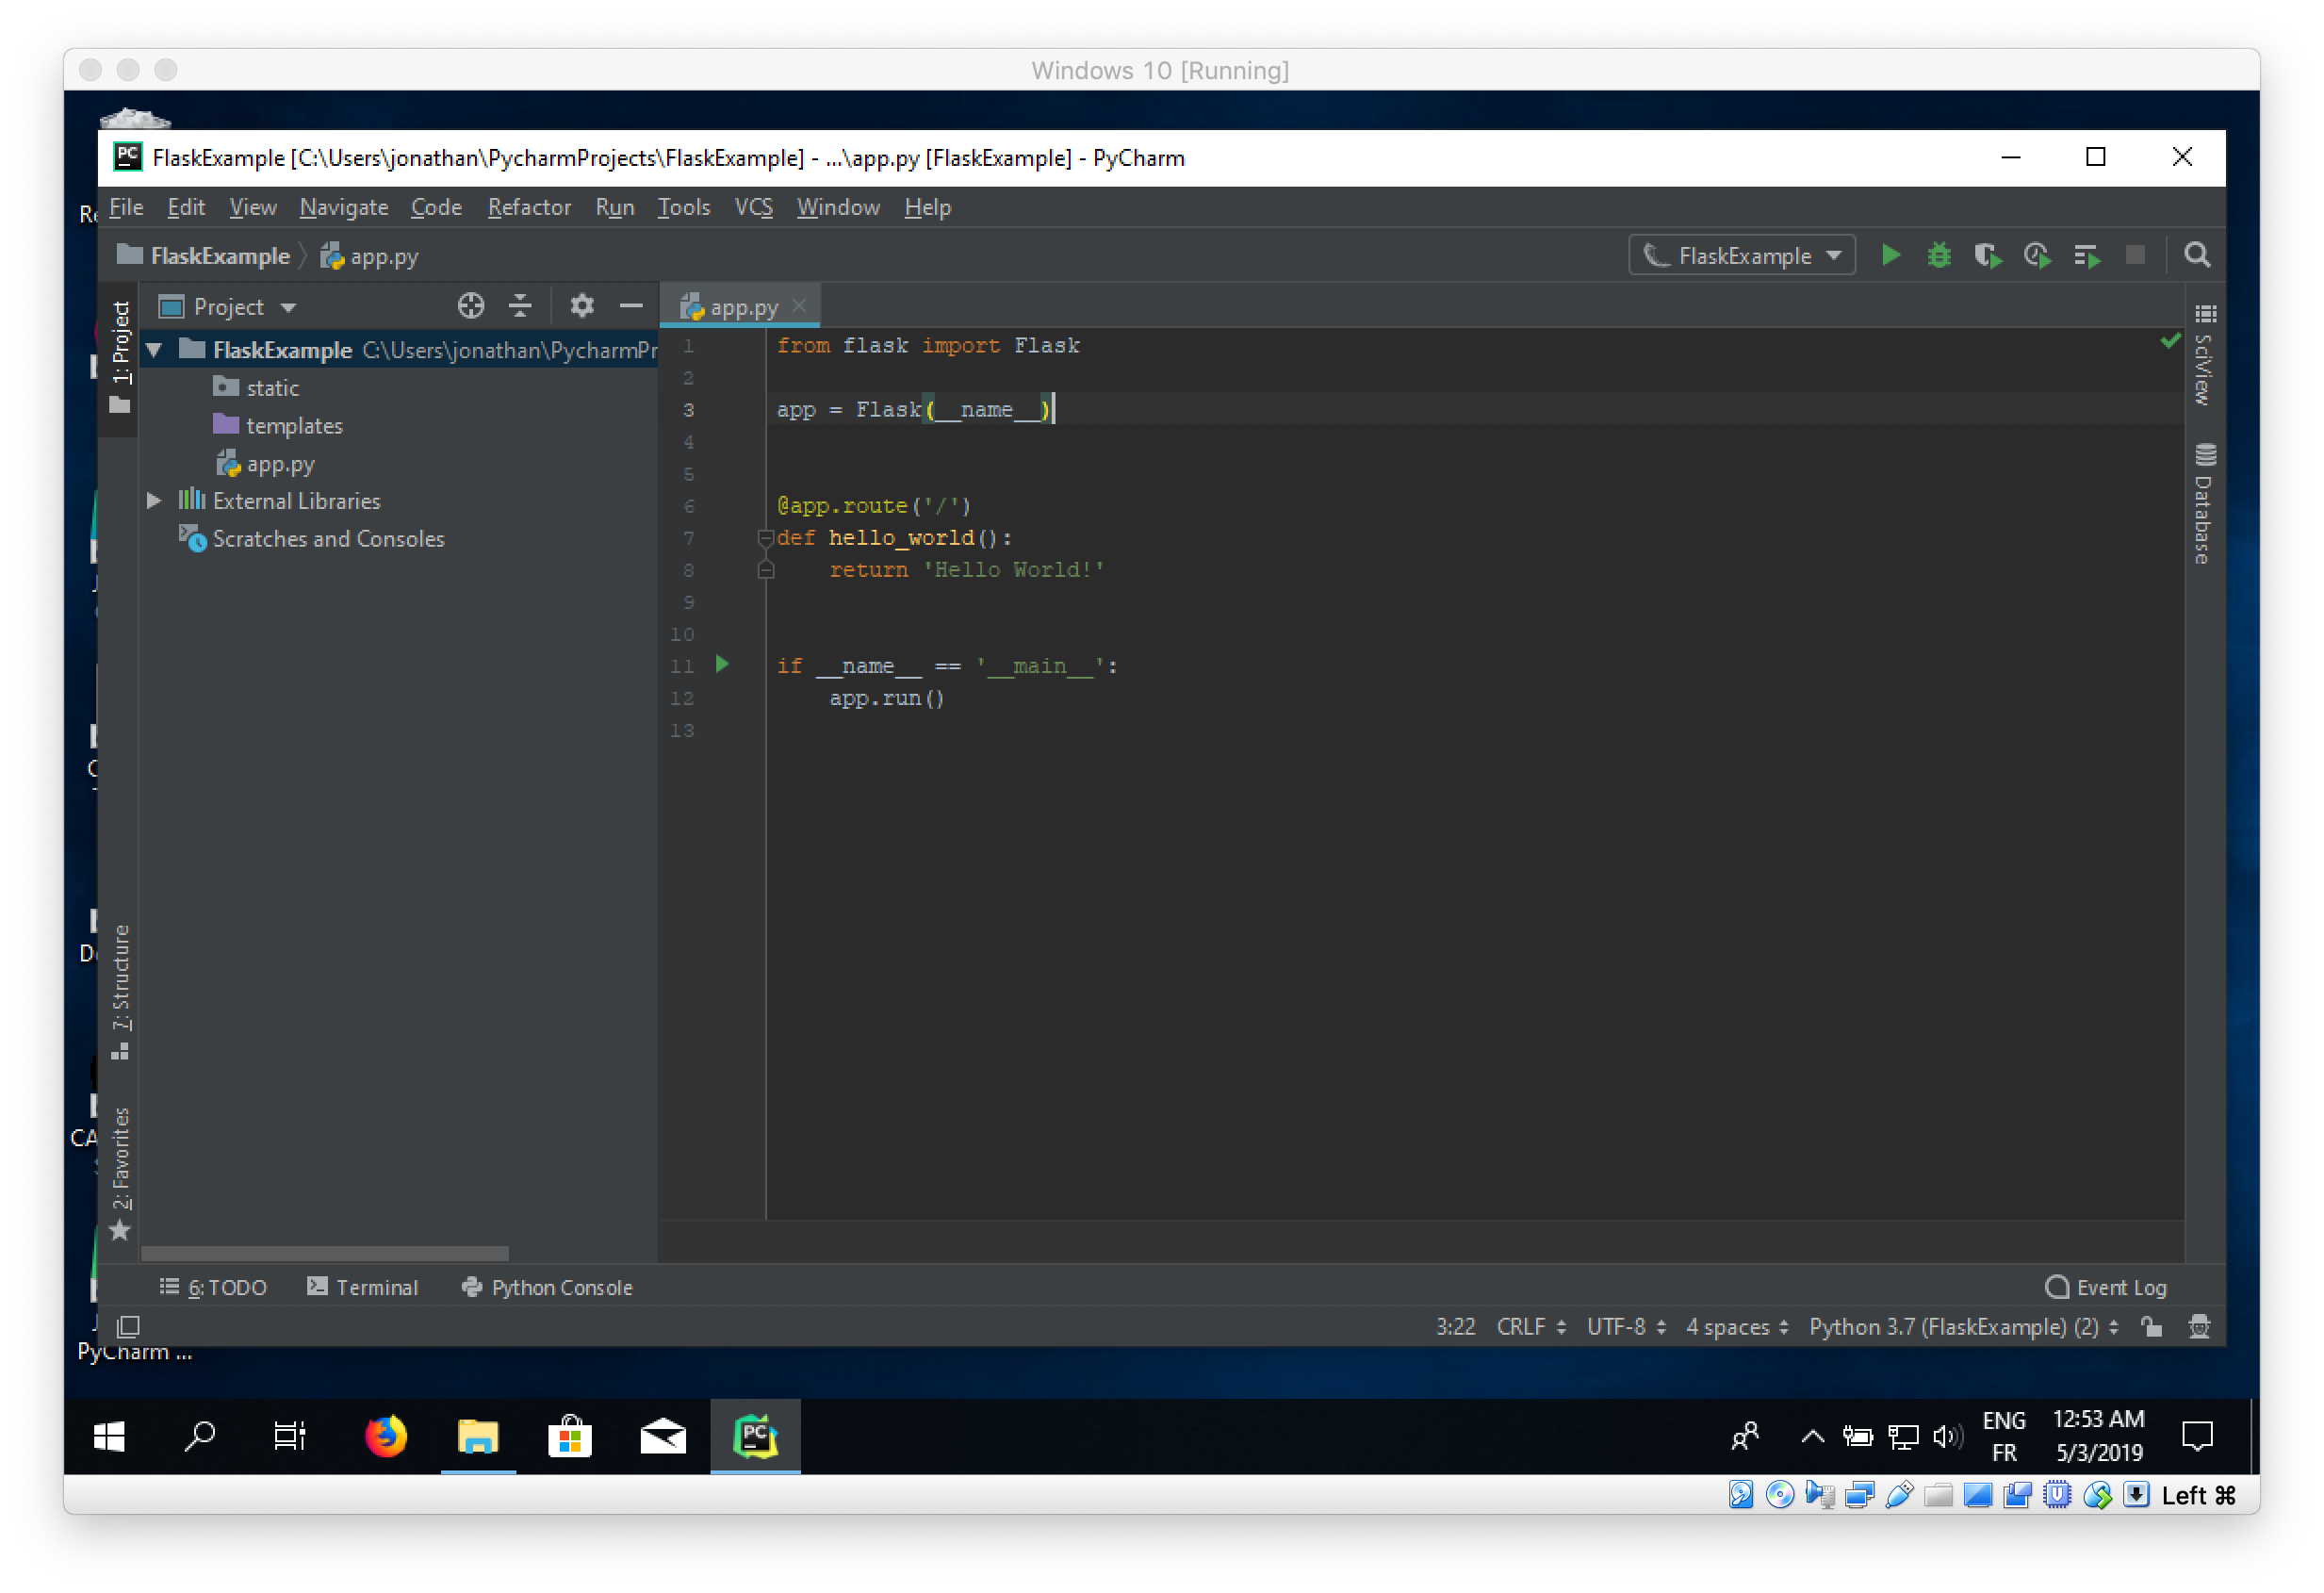 Windows 10 [Running]
FlaskExample [C:\Users\jonathan\PycharmProjects\FlaskExample] - ...\app.py [FlaskExample] - PyCharm
File Edit View Navigate Code Refactor Run Tools VCS Window Help
FlaskExample app.py
FlaskExample
1: Project
Project
app.py
FlaskExample C:\Users\jonathan\PycharmPr
static
templates
app.py
External Libraries
Scratches and Consoles
1 from flask import Flask
2
3 app = Flask(__name__)
4
5
6 @app.route('/')
7 def hello_world():
8 return 'Hello World!'
9
10
11 if __name__ == '__main__':
12 app.run()
13
SciView
Database
7: Structure
2: Favorites
6: TODO Terminal Python Console
Event Log
3:22 CRLF UTF-8 4 spaces Python 3.7 (FlaskExample) (2)
PyCharm ...
PC
ENG
FR
12:53 AM
5/3/2019
Left ⌘